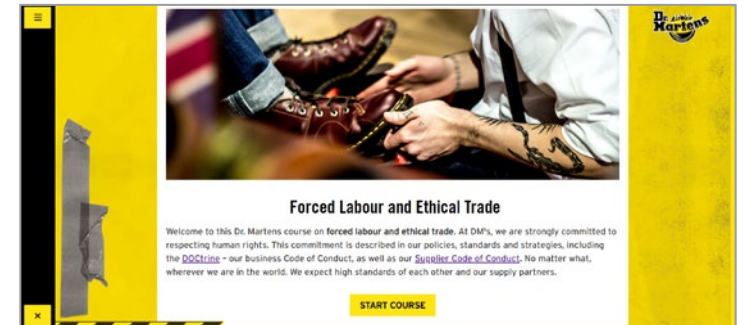 Dr. AirWair
Martens
Forced Labour and Ethical Trade
Welcome to this Dr. Martens course on forced labour and ethical trade. At DM's, we are strongly committed to
respecting human rights. This commitment is described in our policies, standards and strategies, including
the DOCtrine – our business Code of Conduct, as well as our Supplier Code of Conduct. No matter what,
wherever we are in the world. We expect high standards of each other and our supply partners.
START COURSE